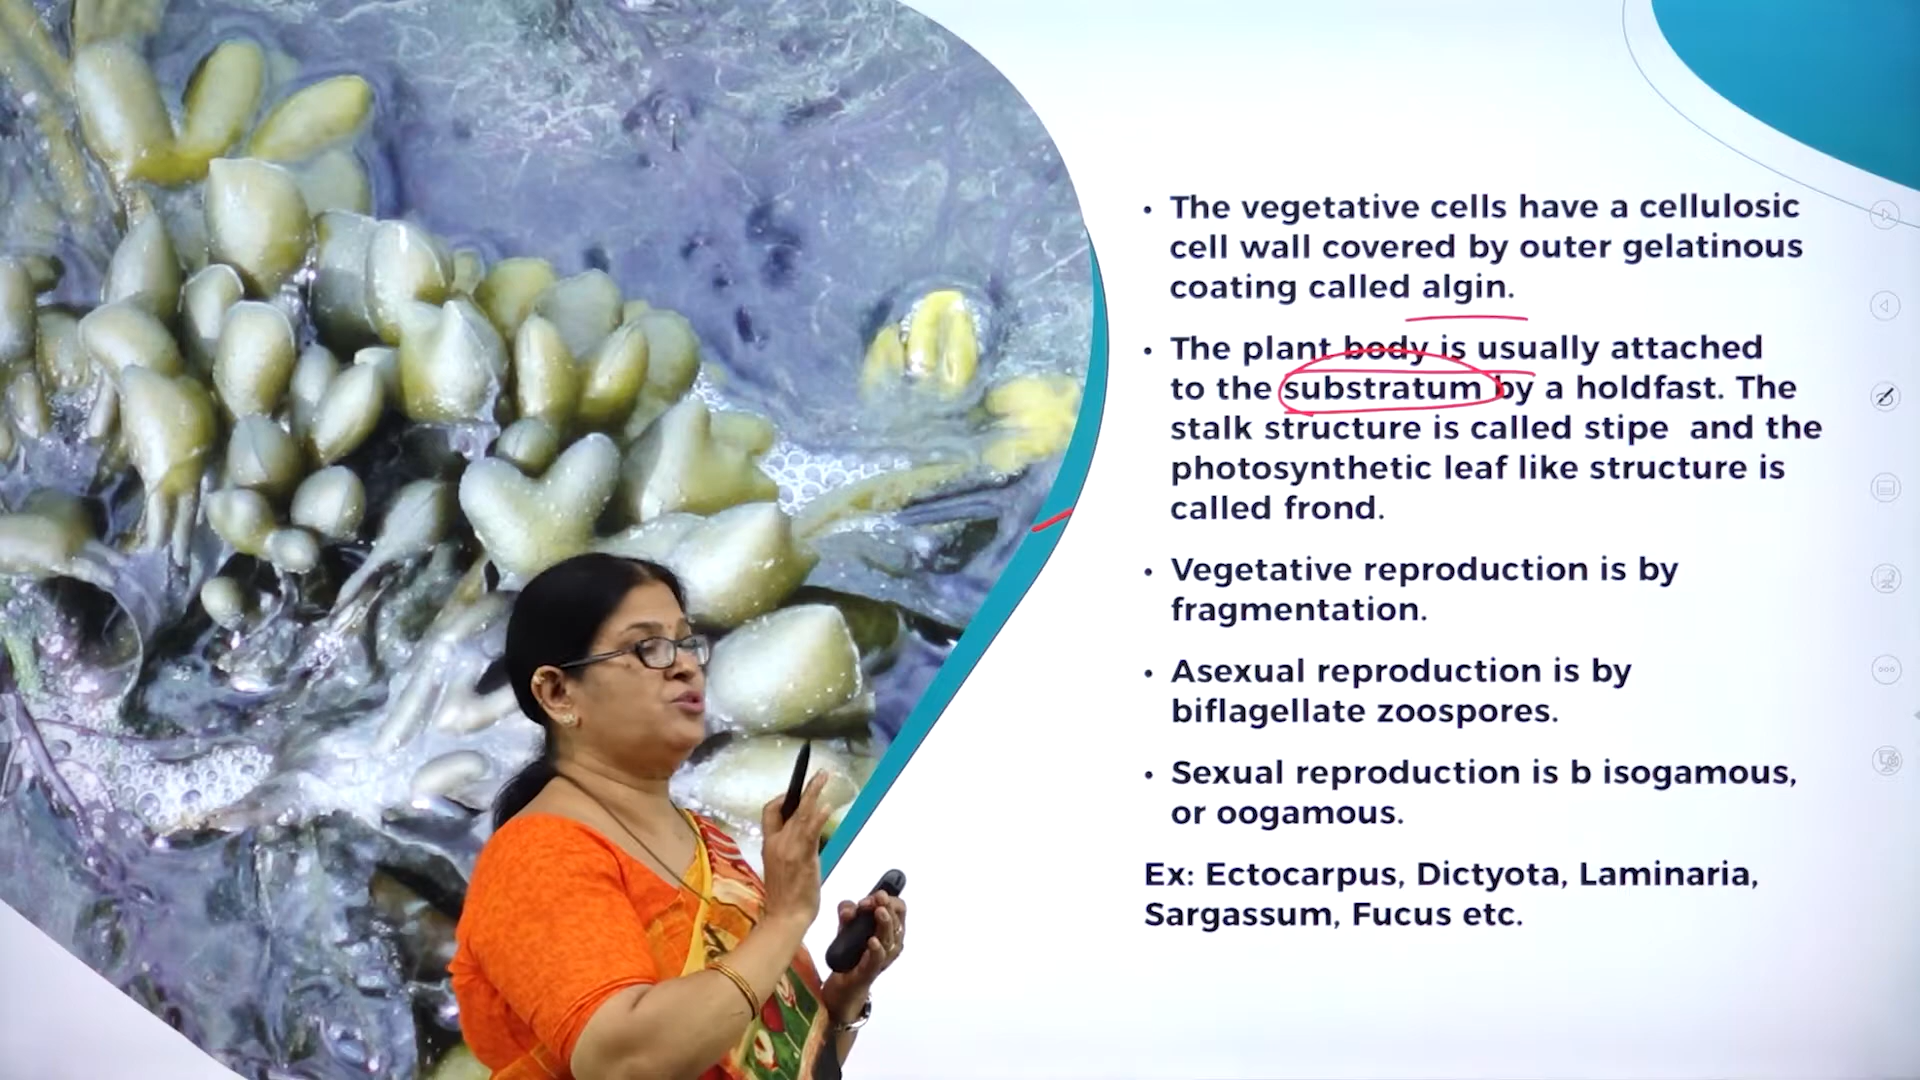 • The vegetative cells have a cellulosic
cell wall covered by outer gelatinous
coating called algin.
• The plant body is usually attached
to the substratum by a holdfast. The
stalk structure is called stipe and the
photosynthetic leaf like structure is
called frond.
• Vegetative reproduction is by
fragmentation.
• Asexual reproduction is by
biflagellate zoospores.
• Sexual reproduction is b isogamous,
or oogamous.
Ex: Ectocarpus, Dictyota, Laminaria,
Sargassum, Fucus etc.